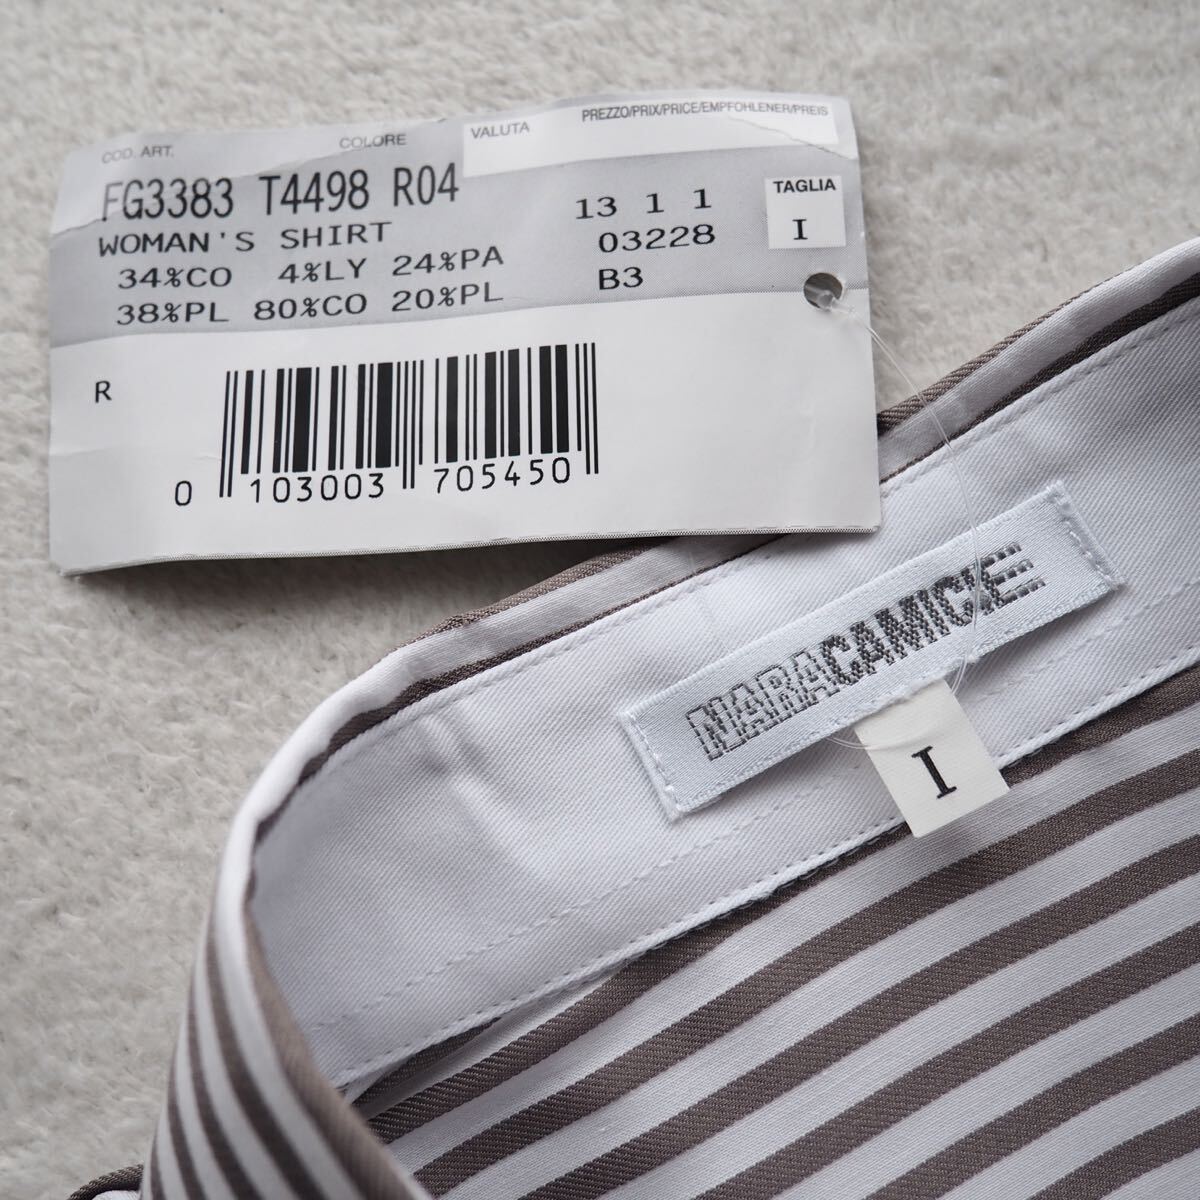 COD. ART. COLORE VALUTA PREZZO/PRIX/PRICE/EMPFOHLENER/PREIS
FG3383 T4498 R04
WOMAN'S SHIRT
34%CO 4%LY 24%PA
38%PL 80%CO 20%PL
13 1 1
03228
B3
TAGLIA
I
R
0 103003 705450
NARACAMICIE
I